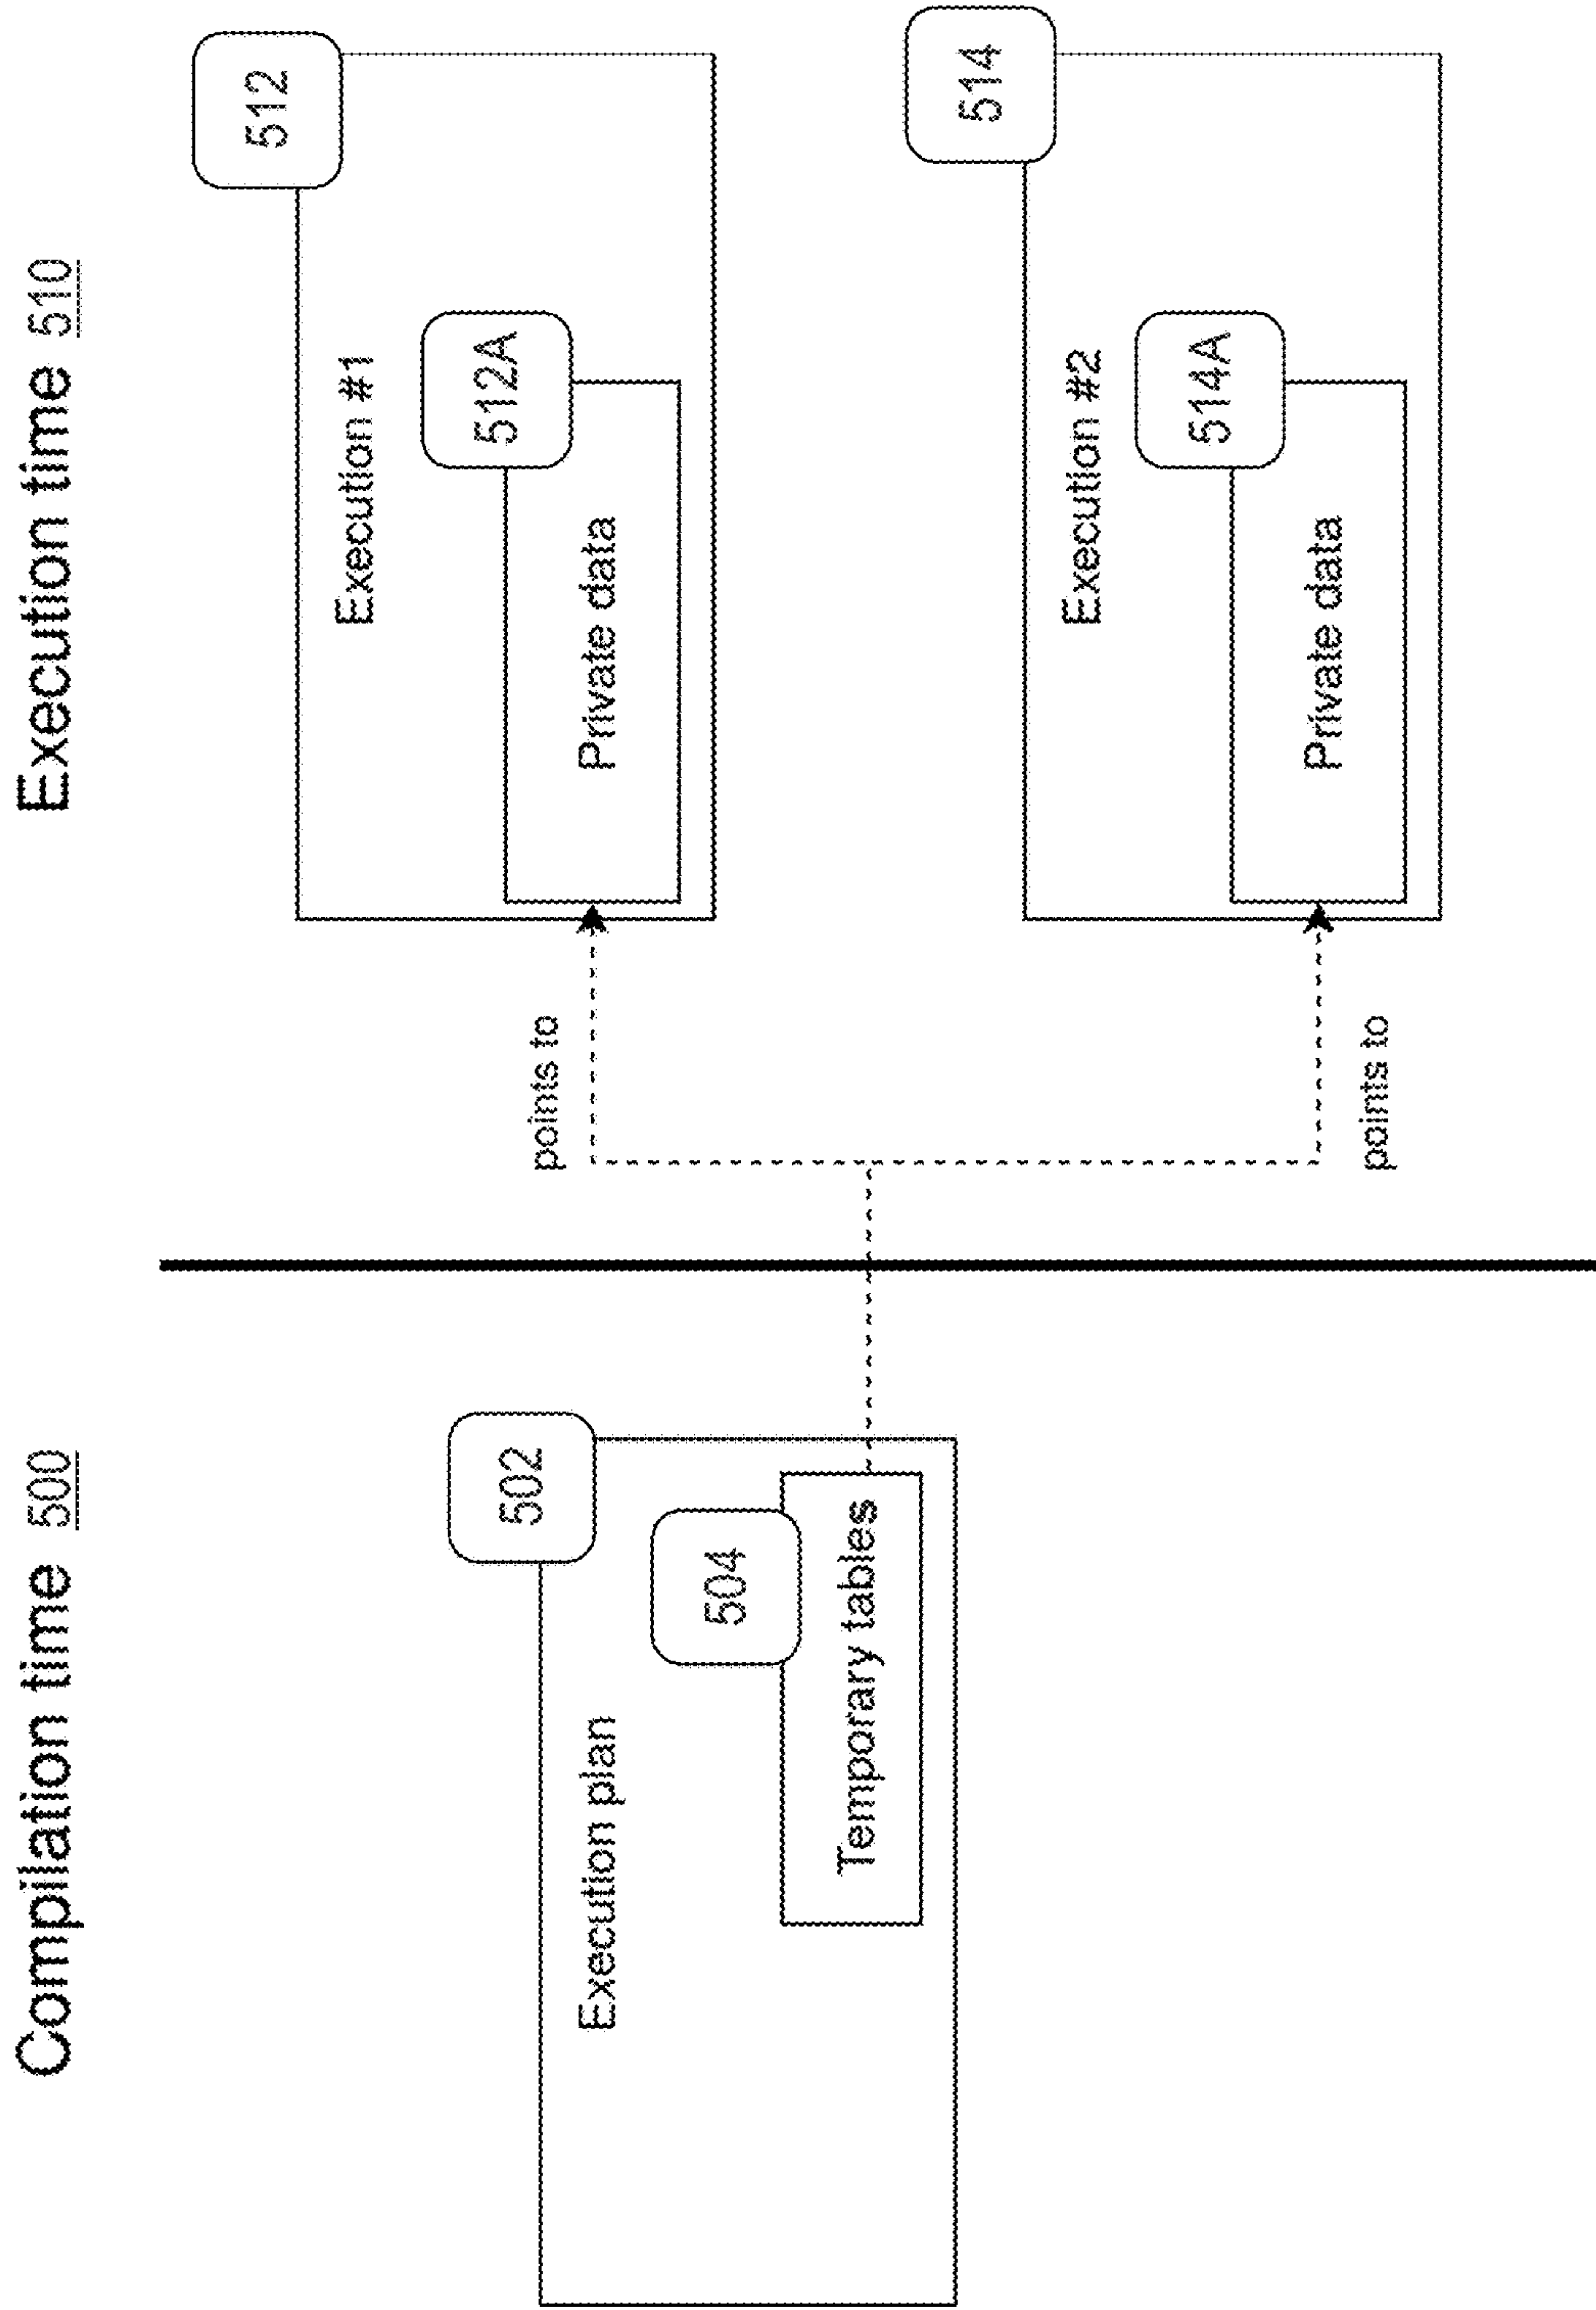 Compilation time 500
502
Execution plan
504
Temporary tables
Execution time 510
512
Execution #1
512A
Private data
points to
514
Execution #2
514A
Private data
points to